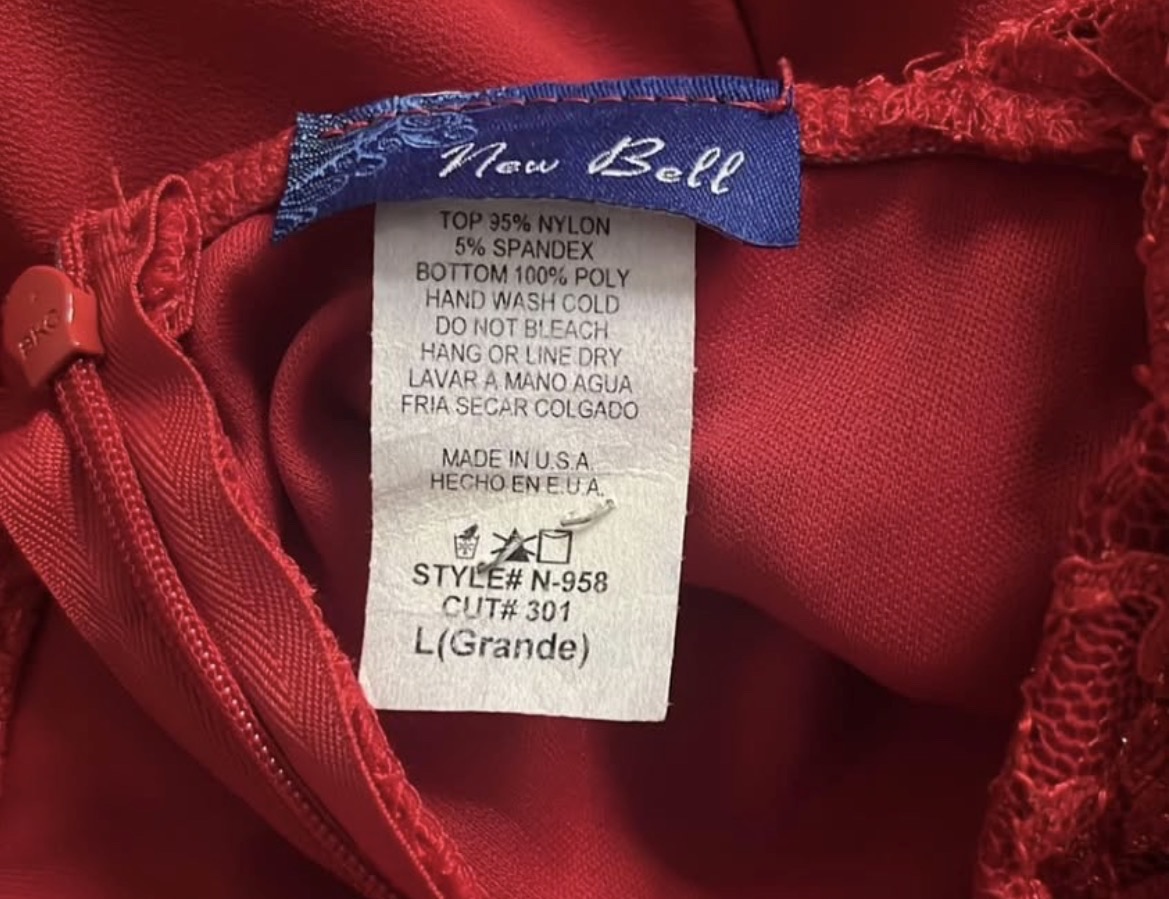 New Bell
TOP 95% NYLON
5% SPANDEX
BOTTOM 100% POLY
HAND WASH COLD
DO NOT BLEACH
HANG OR LINE DRY
LAVAR A MANO AGUA
FRIA SECAR COLGADO
MADE IN U.S.A.
HECHO EN E.U.A.
STYLE# N-958
CUT# 301
L(Grande)